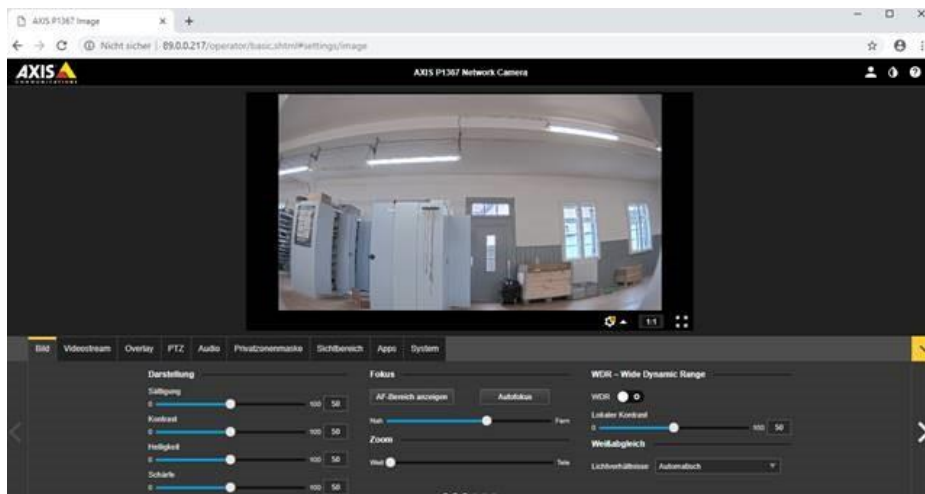 AXIS P1367 Image
Nicht sicher | 89.0.0.217/operator/basic.shtml#settings/image
AXIS
COMMUNICATIONS
AXIS P1367 Network Camera
1:1
Bild Videostream Overlay PTZ Audio Privatzonenmaske Sichtbereich Apps System
Darstellung Fokus WDR – Wide Dynamic Range
Sättigung AF-Bereich anzeigen Autofokus WDR
0 100 50
Kontrast Nah Fern Lokaler Kontrast
0 100 50 0 100 50
Helligkeit Zoom Weißabgleich
0 100 50 Weit Tele Lichtverhältnisse Automatisch
Schärfe
0 100 50